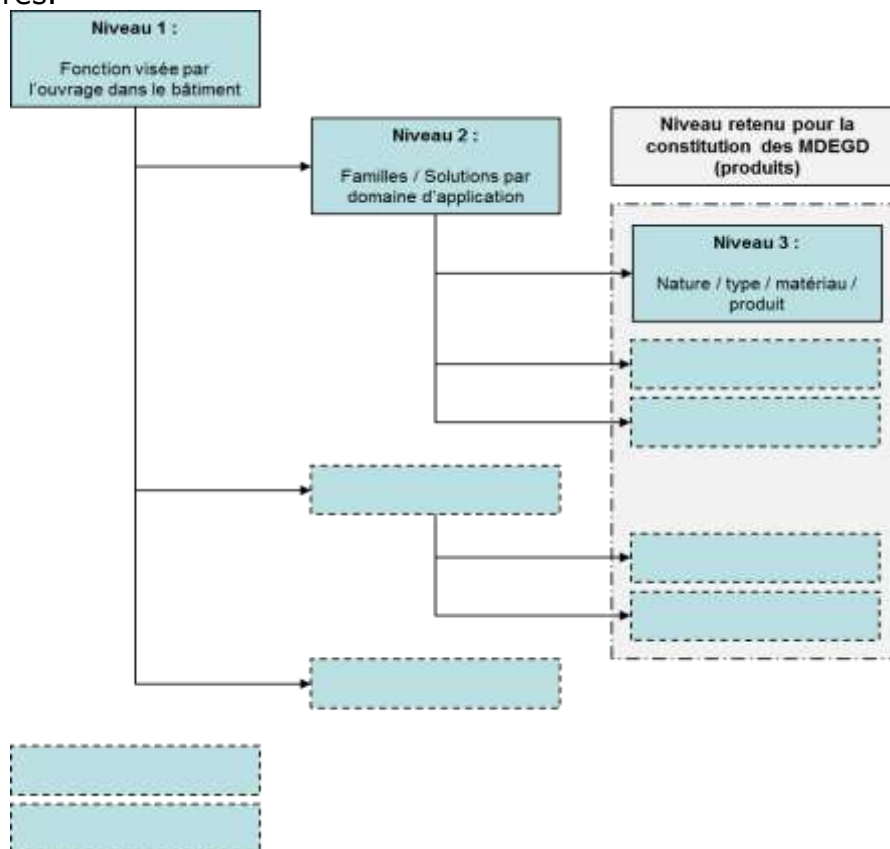 res.
Niveau 1 :
Fonction visée par
l'ouvrage dans le bâtiment
Niveau 2 :
Familles / Solutions par
domaine d'application
Niveau retenu pour la
constitution des MDEGD
(produits)
Niveau 3 :
Nature / type / matériau /
produit